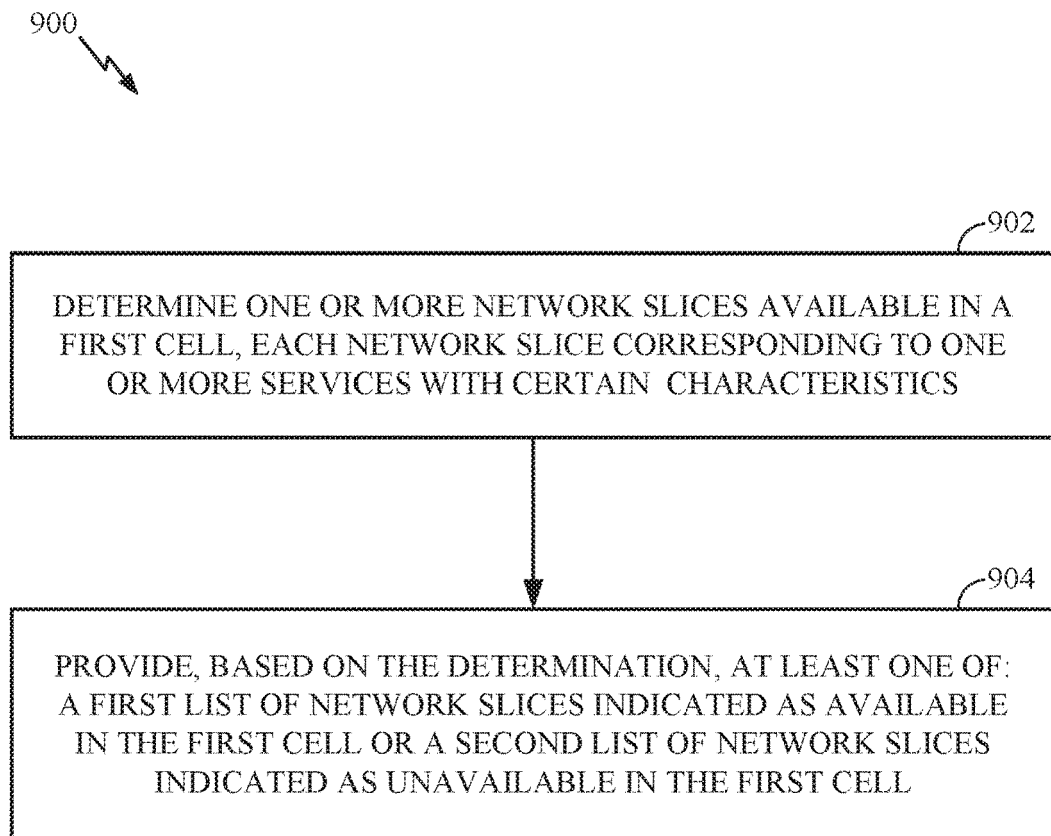 900
902
DETERMINE ONE OR MORE NETWORK SLICES AVAILABLE IN A
FIRST CELL, EACH NETWORK SLICE CORRESPONDING TO ONE
OR MORE SERVICES WITH CERTAIN CHARACTERISTICS
904
PROVIDE, BASED ON THE DETERMINATION, AT LEAST ONE OF:
A FIRST LIST OF NETWORK SLICES INDICATED AS AVAILABLE
IN THE FIRST CELL OR A SECOND LIST OF NETWORK SLICES
INDICATED AS UNAVAILABLE IN THE FIRST CELL